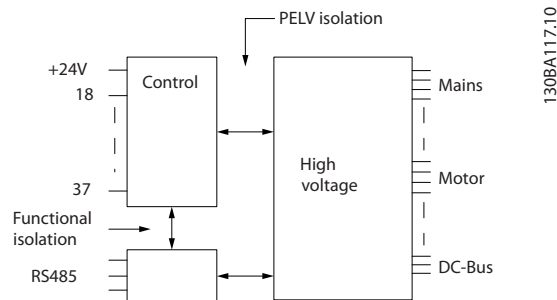 PELV isolation
130BA117.10
+24V
Control
Mains
18
High
voltage
Motor
37
Functional
isolation
RS485
DC-Bus